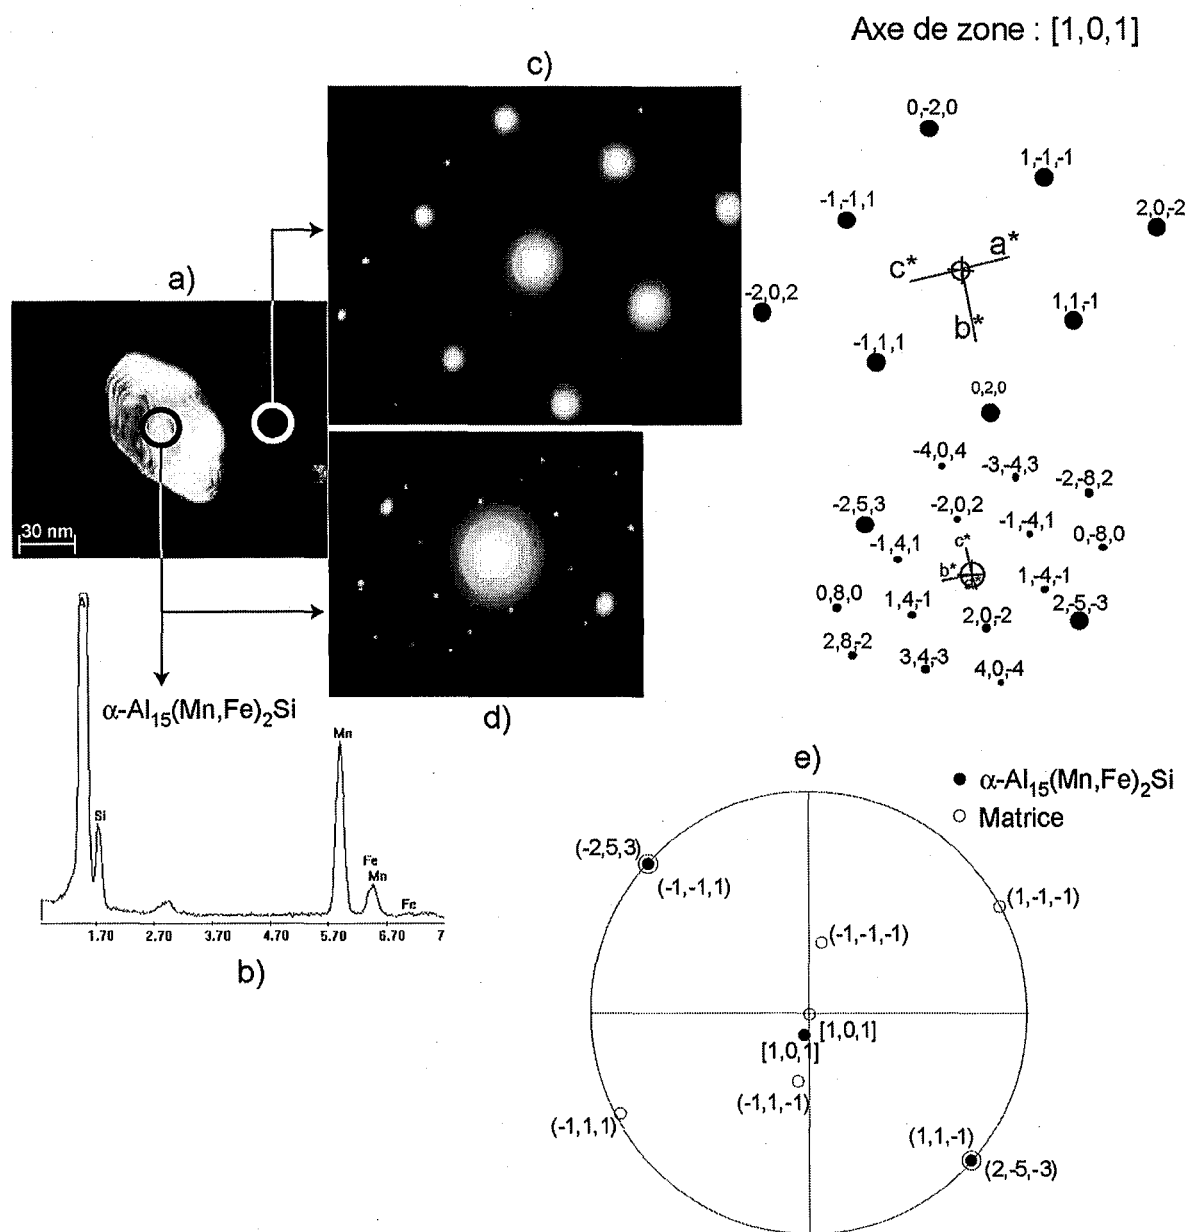 Axe de zone : [1,0,1]
c)
0,-2,0
1,-1,-1
-1,-1,1
2,0,-2
a*
c*
b*
-2,0,2
1,1,-1
-1,1,1
0,2,0
a)
30 nm
-4,0,4
-3,-4,3
-2,-8,2
-2,5,3
-2,0,2
-1,-4,1
0,-8,0
-1,4,1
c*
b*
1,-4,-1
0,8,0
1,4,-1
2,0,-2
2,-5,-3
2,8,-2
3,4,-3
4,0,-4
d)
α-Al15(Mn,Fe)2Si
Al
Si
Mn
Fe
Mn
Fe
1.70 2.70 3.70 4.70 5.70 6.70 7
b)
e)
α-Al15(Mn,Fe)2Si
Matrice
(-2,5,3)
(-1,-1,1)
(1,-1,-1)
(-1,-1,-1)
[1,0,1]
[1,0,1]
(-1,1,-1)
(-1,1,1)
(1,1,-1)
(2,-5,-3)